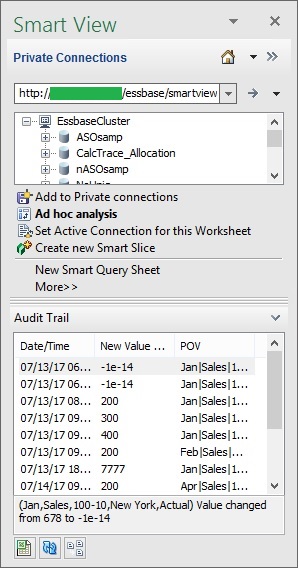 Smart View
Private Connections
http:// /essbase/smartview
EssbaseCluster
ASOsamp
CalcTrace_Allocation
nASOsamp
Add to Private connections
Ad hoc analysis
Set Active Connection for this Worksheet
Create new Smart Slice
New Smart Query Sheet
More>>
Audit Trail
Date/Time New Value ... POV
07/13/17 06... -1e-14 Jan|Sales|1...
07/13/17 06... -1e-14 Jan|Sales|1...
07/13/17 08... 200 Jan|Sales|1...
07/13/17 09... 300 Jan|Sales|1...
07/13/17 09... 400 Jan|Sales|1...
07/13/17 09... 200 Feb|Sales|...
07/13/17 18... 7777 Jan|Sales|1...
07/14/17 09... 200 Apr|Sales|1...
(Jan,Sales,100-10,New York,Actual) Value changed
from 678 to -1e-14